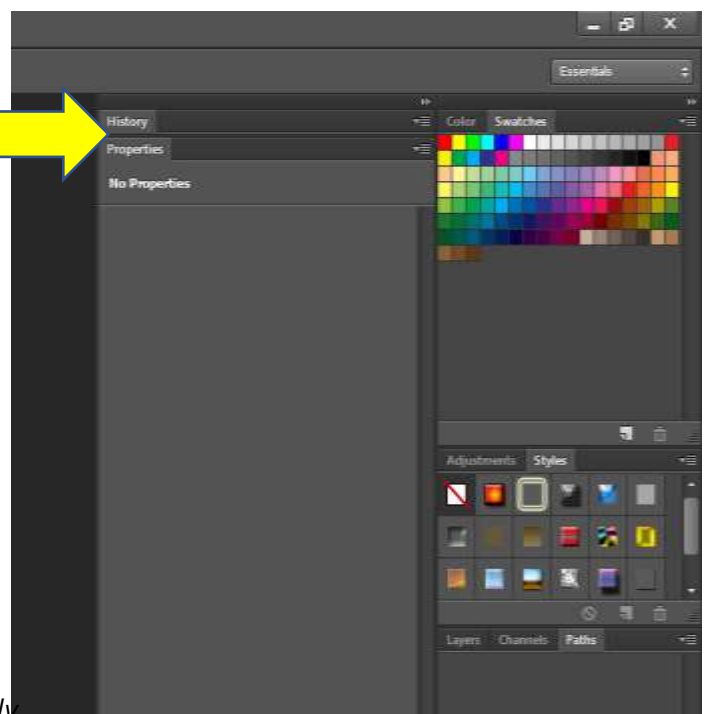 Essentials
History
Color Swatches
Properties
No Properties
Adjustments Styles
Layers Channels Paths